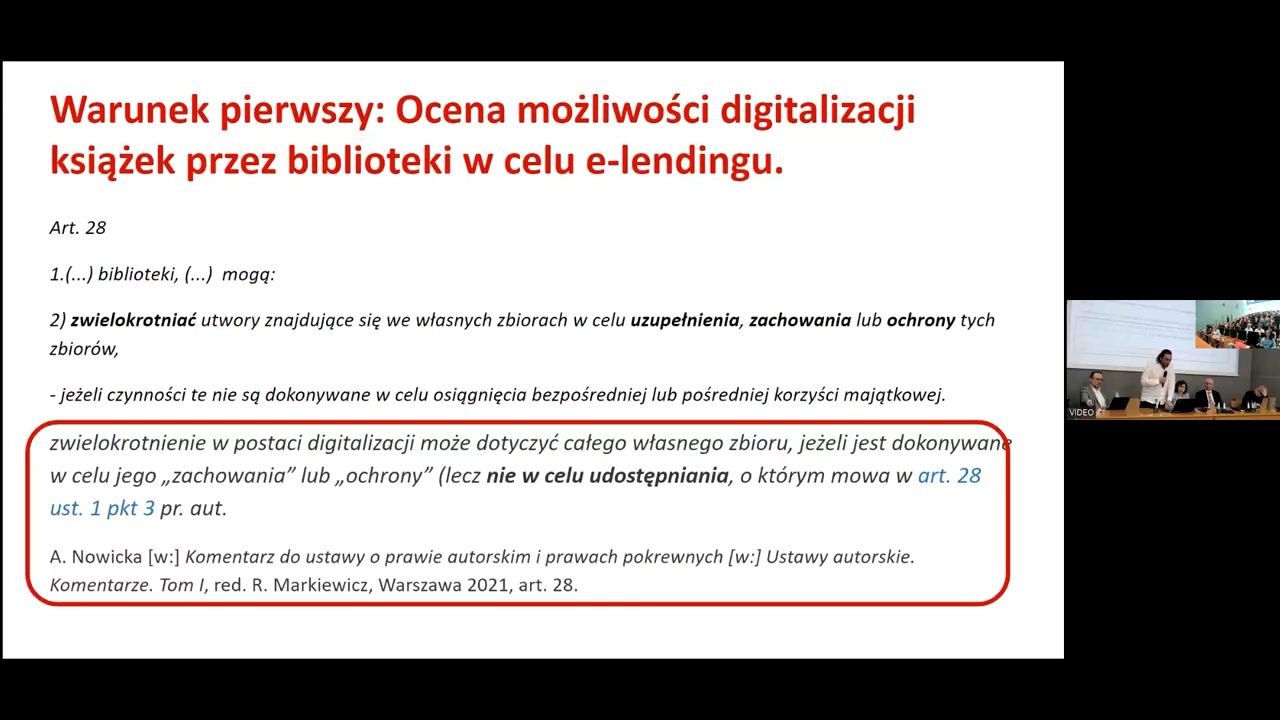 Warunek pierwszy: Ocena możliwości digitalizacji
książek przez biblioteki w celu e-lendingu.
Art. 28
1.(...) biblioteki, (...) mogą:
2) zwielokrotniać utwory znajdujące się we własnych zbiorach w celu uzupełnienia, zachowania lub ochrony tych
zbiorów,
- jeżeli czynności te nie są dokonywane w celu osiągnięcia bezpośredniej lub pośredniej korzyści majątkowej.
zwielokrotnienie w postaci digitalizacji może dotyczyć całego własnego zbioru, jeżeli jest dokonywane
w celu jego „zachowania” lub „ochrony” (lecz nie w celu udostępniania, o którym mowa w art. 28
ust. 1 pkt 3 pr. aut.
A. Nowicka [w:] Komentarz do ustawy o prawie autorskim i prawach pokrewnych [w:] Ustawy autorskie.
Komentarze. Tom I, red. R. Markiewicz, Warszawa 2021, art. 28.
VIDEO